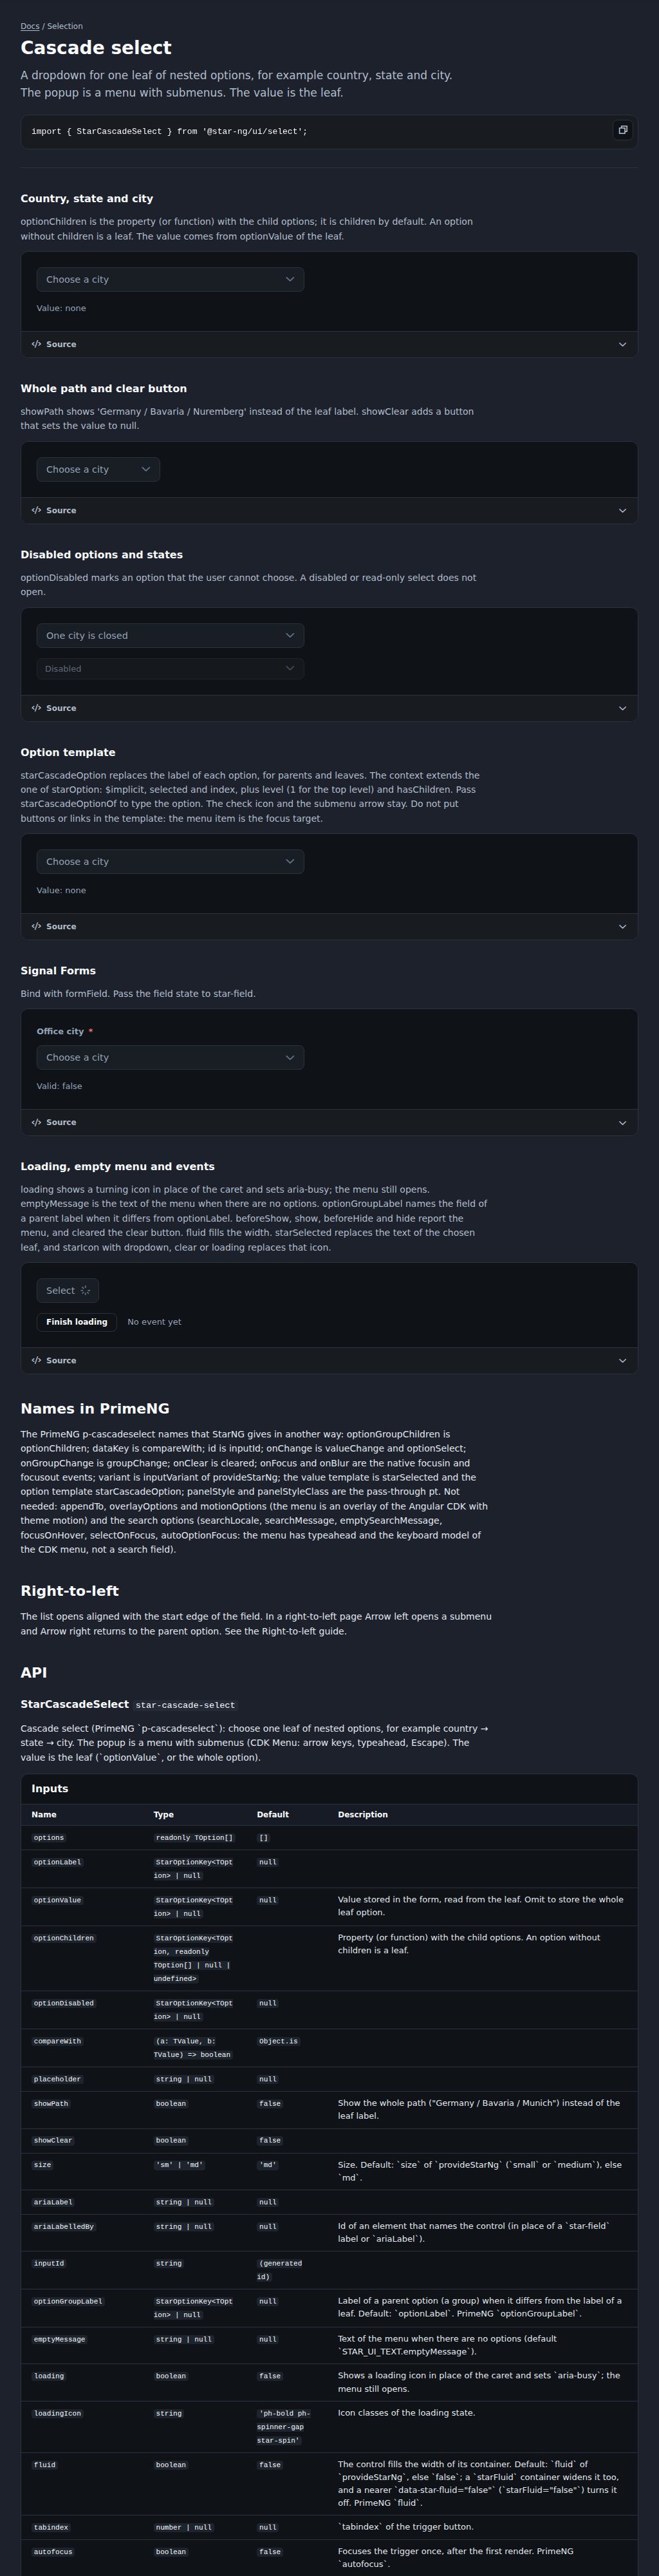 Docs / Selection
Cascade select
A dropdown for one leaf of nested options, for example country, state and city.
The popup is a menu with submenus. The value is the leaf.
import { StarCascadeSelect } from '@star-ng/ui/select';
Country, state and city
optionChildren is the property (or function) with the child options; it is children by default. An option
without children is a leaf. The value comes from optionValue of the leaf.
Choose a city
Value: none
Source
Whole path and clear button
showPath shows 'Germany / Bavaria / Nuremberg' instead of the leaf label. showClear adds a button
that sets the value to null.
Choose a city
Source
Disabled options and states
optionDisabled marks an option that the user cannot choose. A disabled or read-only select does not
open.
One city is closed
Disabled
Source
Option template
starCascadeOption replaces the label of each option, for parents and leaves. The context extends the
one of starOption: $implicit, selected and index, plus level (1 for the top level) and hasChildren. Pass
starCascadeOptionOf to type the option. The check icon and the submenu arrow stay. Do not put
buttons or links in the template: the menu item is the focus target.
Choose a city
Value: none
Source
Signal Forms
Bind with formField. Pass the field state to star-field.
Office city *
Choose a city
Valid: false
Source
Loading, empty menu and events
loading shows a turning icon in place of the caret and sets aria-busy; the menu still opens.
emptyMessage is the text of the menu when there are no options. optionGroupLabel names the field of
a parent label when it differs from optionLabel. beforeShow, show, beforeHide and hide report the
menu, and cleared the clear button. fluid fills the width. starSelected replaces the text of the chosen
leaf, and starIcon with dropdown, clear or loading replaces that icon.
Select
Finish loading No event yet
Source
Names in PrimeNG
The PrimeNG p-cascadeselect names that StarNG gives in another way: optionGroupChildren is
optionChildren; dataKey is compareWith; id is inputId; onChange is valueChange and optionSelect;
onGroupChange is groupChange; onClear is cleared; onFocus and onBlur are the native focusin and
focusout events; variant is inputVariant of provideStarNg; the value template is starSelected and the
option template starCascadeOption; panelStyle and panelStyleClass are the pass-through pt. Not
needed: appendTo, overlayOptions and motionOptions (the menu is an overlay of the Angular CDK with
theme motion) and the search options (searchLocale, searchMessage, emptySearchMessage,
focusOnHover, selectOnFocus, autoOptionFocus: the menu has typeahead and the keyboard model of
the CDK menu, not a search field).
Right-to-left
The list opens aligned with the start edge of the field. In a right-to-left page Arrow left opens a submenu
and Arrow right returns to the parent option. See the Right-to-left guide.
API
StarCascadeSelect star-cascade-select
Cascade select (PrimeNG `p-cascadeselect`): choose one leaf of nested options, for example country →
state → city. The popup is a menu with submenus (CDK Menu: arrow keys, typeahead, Escape). The
value is the leaf (`optionValue`, or the whole option).
Inputs
Name Type Default Description
options readonly TOption[] []
optionLabel StarOptionKey<TOpt
ion> | null null
optionValue StarOptionKey<TOpt
ion> | null null Value stored in the form, read from the leaf. Omit to store the whole
leaf option.
optionChildren StarOptionKey<TOpt
ion, readonly
TOption[] | null |
undefined> Property (or function) with the child options. An option without
children is a leaf.
optionDisabled StarOptionKey<TOpt
ion> | null null
compareWith (a: TValue, b:
TValue) => boolean Object.is
placeholder string | null null
showPath boolean false Show the whole path ("Germany / Bavaria / Munich") instead of the
leaf label.
showClear boolean false
size 'sm' | 'md' 'md' Size. Default: `size` of `provideStarNg` (`small` or `medium`), else
`md`.
ariaLabel string | null null
ariaLabelledBy string | null null Id of an element that names the control (in place of a `star-field`
label or `ariaLabel`).
inputId string (generated
id)
optionGroupLabel StarOptionKey<TOpt
ion> | null null Label of a parent option (a group) when it differs from the label of a
leaf. Default: `optionLabel`. PrimeNG `optionGroupLabel`.
emptyMessage string | null null Text of the menu when there are no options (default
`STAR_UI_TEXT.emptyMessage`).
loading boolean false Shows a loading icon in place of the caret and sets `aria-busy`; the
menu still opens.
loadingIcon string 'ph-bold ph-
spinner-gap
star-spin' Icon classes of the loading state.
fluid boolean false The control fills the width of its container. Default: `fluid` of
`provideStarNg`, else `false`; a `starFluid` container widens it too,
and a nearer `data-star-fluid="false"` (`starFluid="false"`) turns it
off. PrimeNG `fluid`.
tabindex number | null null `tabindex` of the trigger button.
autofocus boolean false Focuses the trigger once, after the first render. PrimeNG
`autofocus`.